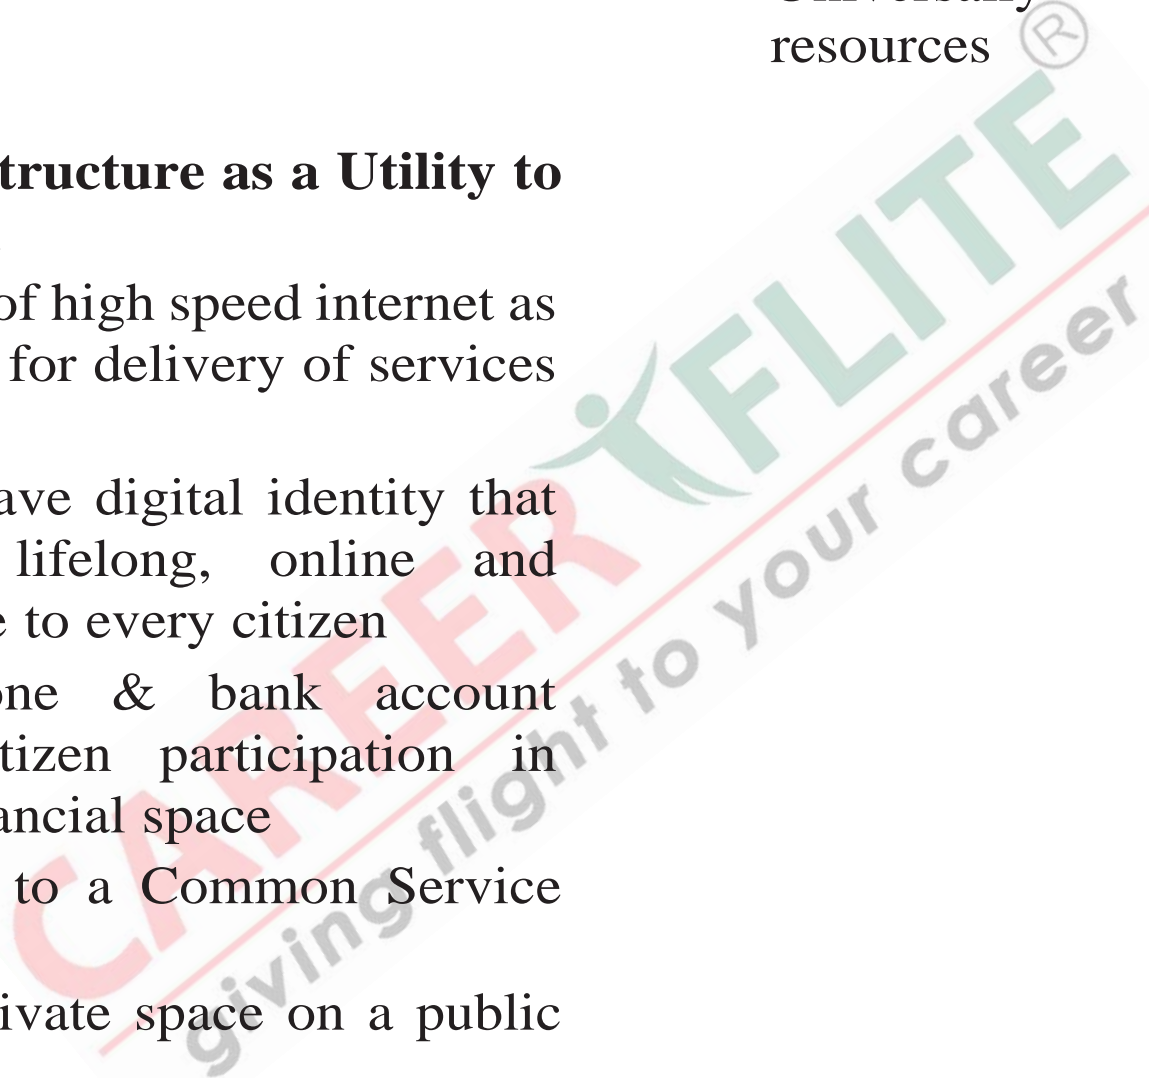 resources
tructure as a Utility to
of high speed internet as
for delivery of services
ave digital identity that
lifelong, online and
e to every citizen
one & bank account
tizen participation in
ancial space
to a Common Service
ivate space on a public
CAREER FLITE ®
giving flight to your career